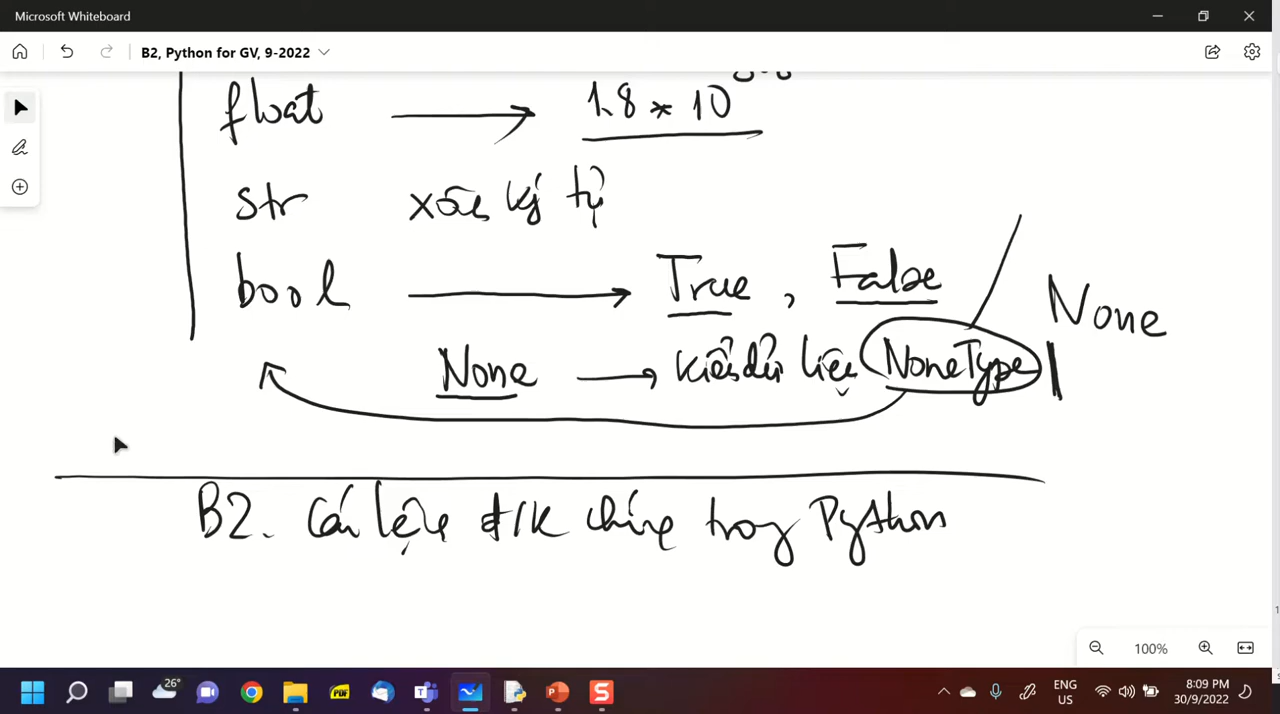 Microsoft Whiteboard
B2, Python for GV, 9-2022
float → 1.8 * 10
str xâu ký tự
bool → True, False
None
None → kiểu dữ liệu NoneType
B2. Các lệnh đ/k chính trong Python
100%
26°
ENG
US
8:09 PM
30/9/2022